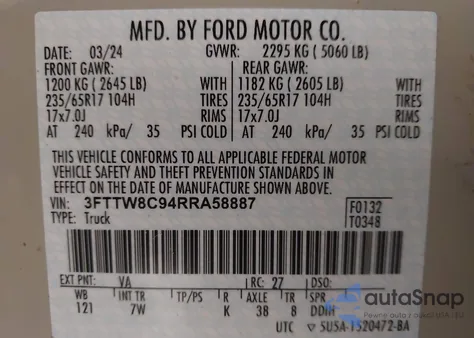 MFD. BY FORD MOTOR CO.
DATE: 03/24 GVWR: 2295 KG ( 5060 LB)
FRONT GAWR: REAR GAWR:
1200 KG ( 2645 LB) WITH 1182 KG ( 2605 LB) WITH
235/65R17 104H TIRES 235/65R17 104H TIRES
17x7.0J RIMS 17x7.0J RIMS
AT 240 kPa/ 35 PSI COLD AT 240 kPa/ 35 PSI COLD
THIS VEHICLE CONFORMS TO ALL APPLICABLE FEDERAL MOTOR
VEHICLE SAFETY AND THEFT PREVENTION STANDARDS IN
EFFECT ON THE DATE OF MANUFACTURE SHOWN ABOVE.
VIN: 3FTTW8C94RRA58887 F0132
TYPE: Truck T0348
EXT PNT: VA RC: 27 DSO:
WB INT TR TP/PS R AXLE TR SPR
121 7W K 3B 8 DDIH
UTC 5U5A-1520472-BA
autoSnap